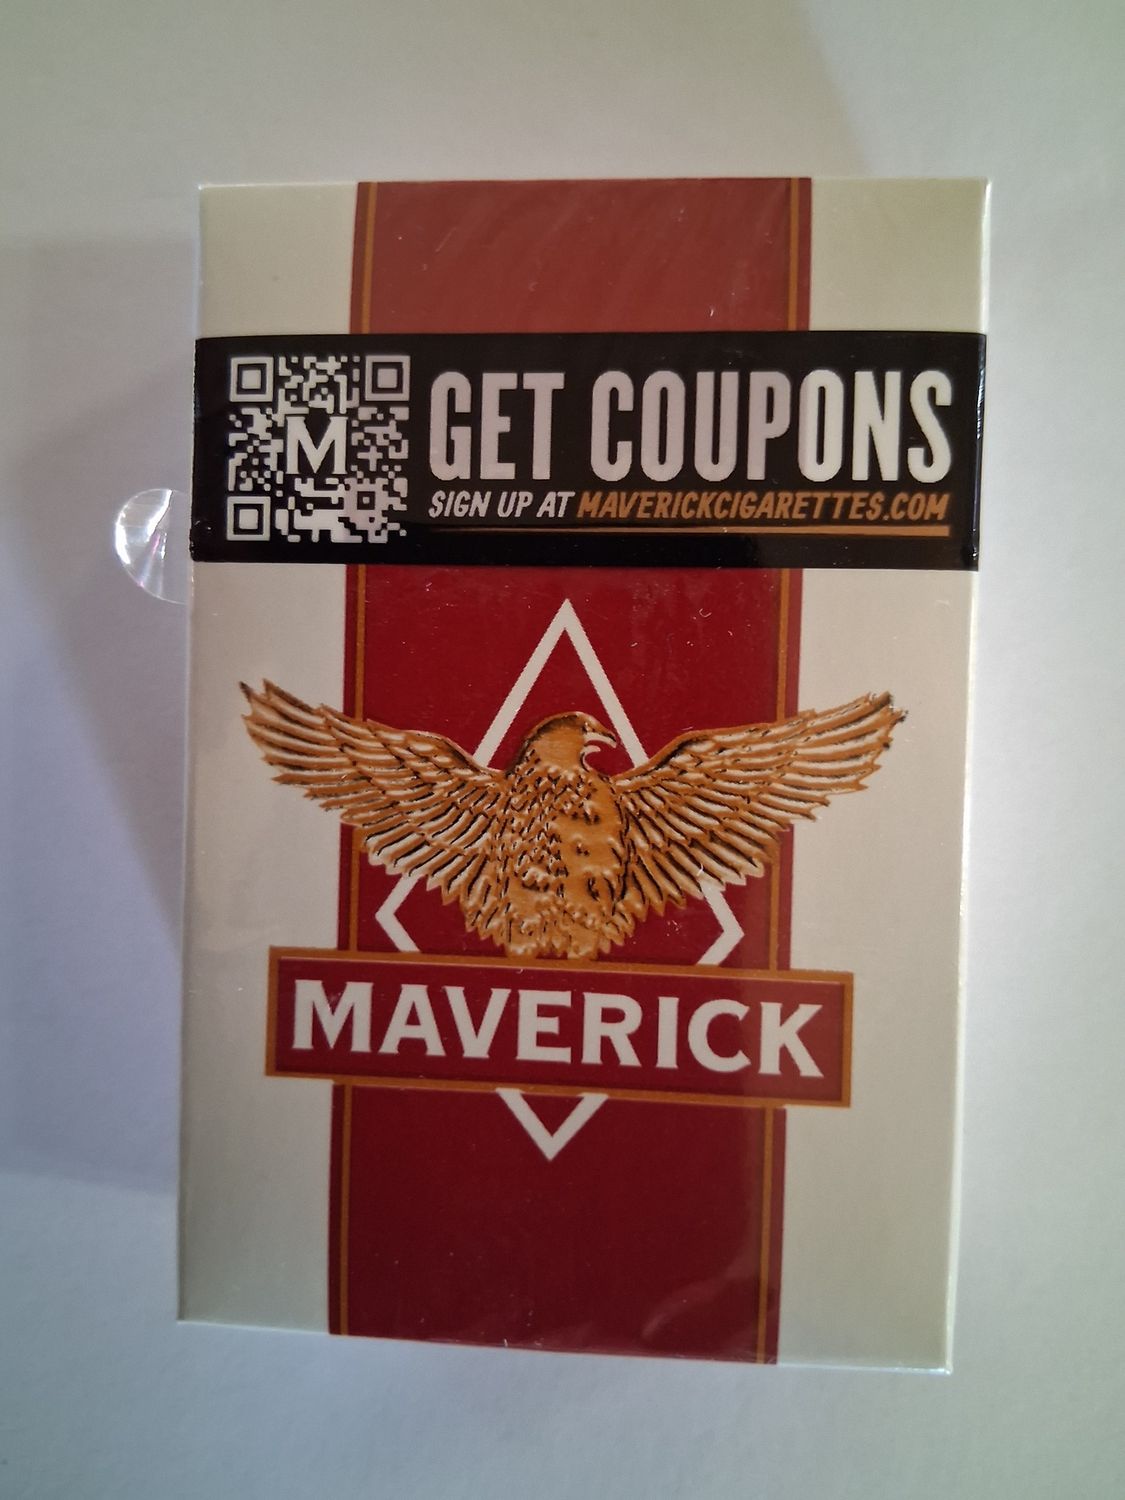 M
GET COUPONS
SIGN UP AT MAVERICKCIGARETTES.COM
MAVERICK